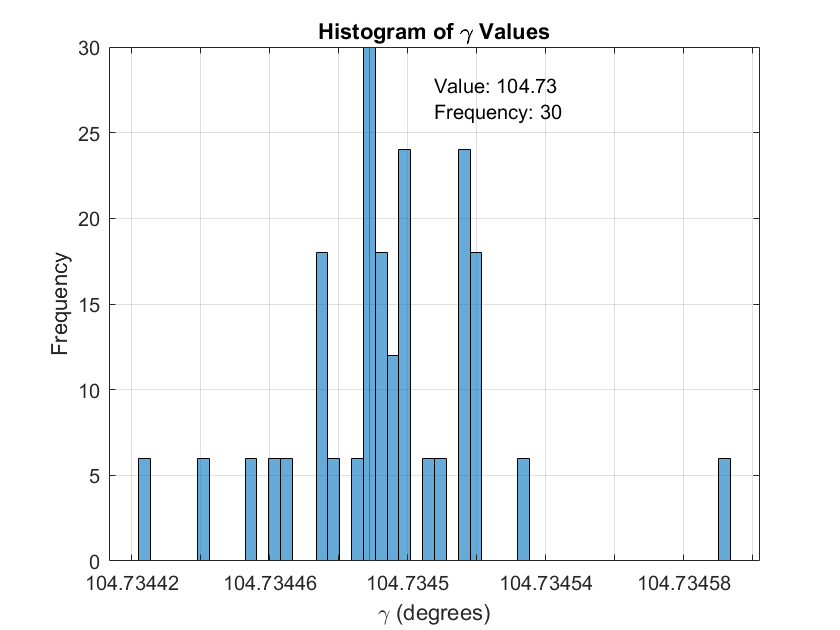 Histogram of γ Values
Value: 104.73
Frequency: 30
Frequency
30
25
20
15
10
5
0
104.73442
104.73446
104.7345
104.73454
104.73458
γ (degrees)